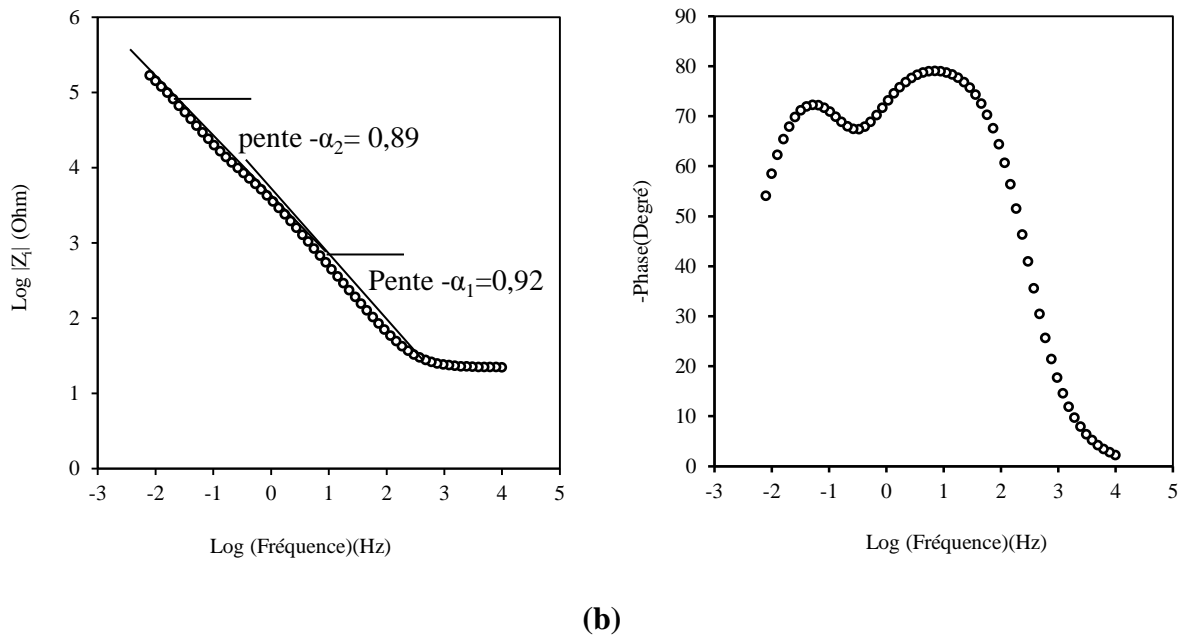 6
5
4
3
2
1
0
-3 -2 -1 0 1 2 3 4 5
Log |Zi| (Ohm)
Log (Fréquence)(Hz)
pente -α₂= 0,89
Pente -α₁=0,92
90
80
70
60
50
40
30
20
10
0
-3 -2 -1 0 1 2 3 4 5
-Phase(Degré)
Log (Fréquence)(Hz)
(b)